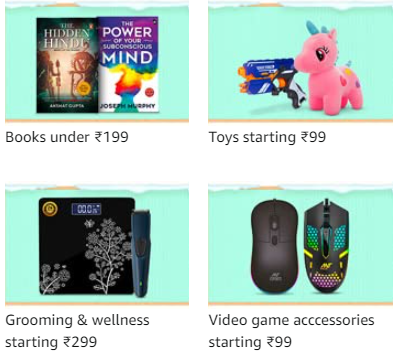 THE
HIDDEN
HINDU
AKSHAT GUPTA
THE
POWER
OF YOUR
SUBCONSCIOUS
MIND
JOSEPH MURPHY
Books under ₹199
Toys starting ₹99
Grooming & wellness
starting ₹299
Video game acccessories
starting ₹99